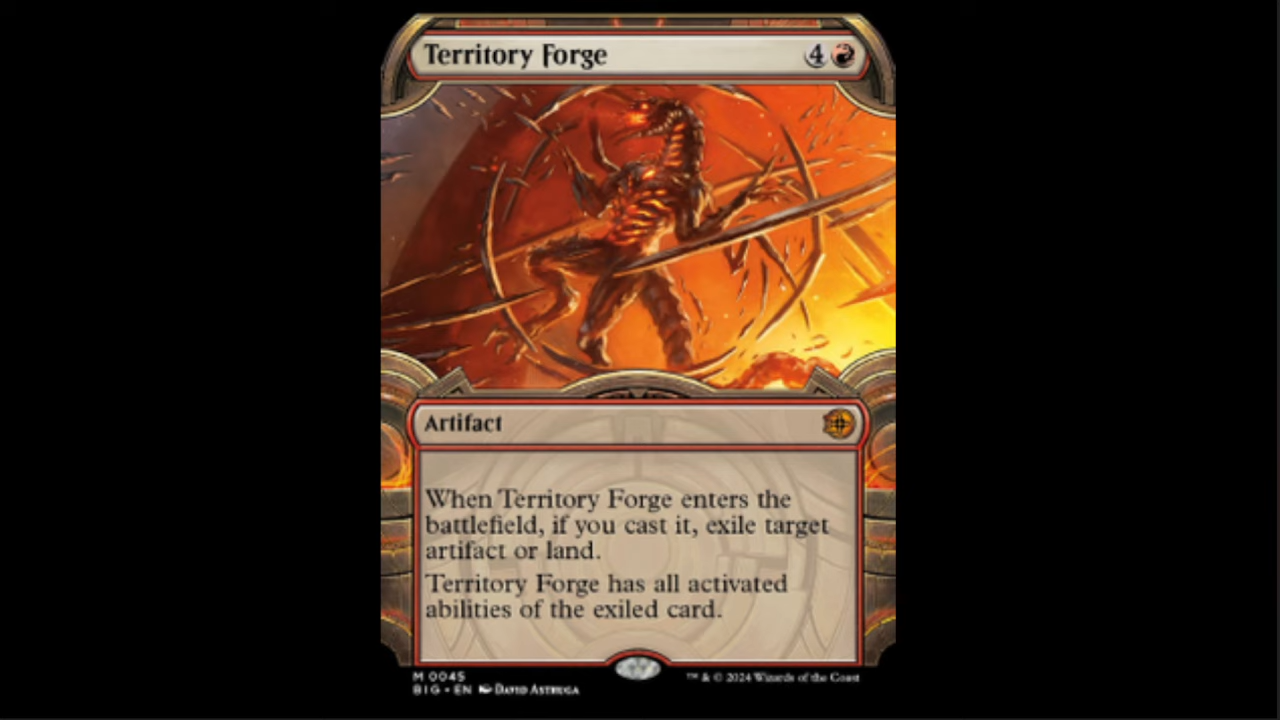 Territory Forge 4
Artifact
When Territory Forge enters the
battlefield, if you cast it, exile target
artifact or land.
Territory Forge has all activated
abilities of the exiled card.
M 0045
BIG • EN David Astruga
™ & © 2024 Wizards of the Coast